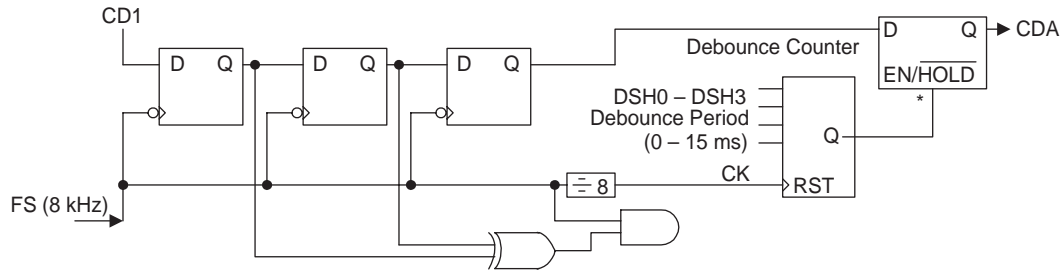 CD1
D Q
D Q
D Q
Debounce Counter
D Q
CDA
EN/HOLD
*
DSH0 – DSH3
Debounce Period
(0 – 15 ms)
Q
CK
RST
÷ 8
FS (8 kHz)